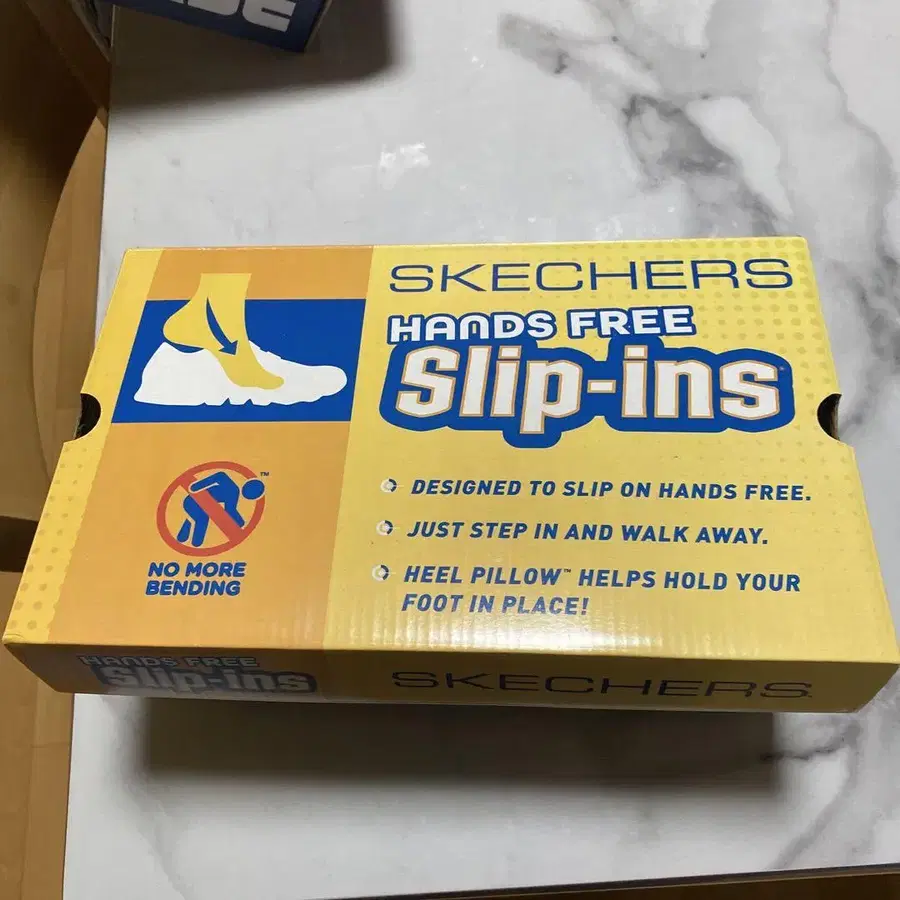 SKECHERS
HANDS FREE
Slip-ins
DESIGNED TO SLIP ON HANDS FREE.
JUST STEP IN AND WALK AWAY.
HEEL PILLOW™ HELPS HOLD YOUR
FOOT IN PLACE!
™
NO MORE
BENDING
HANDS FREE
Slip-ins
SKECHERS